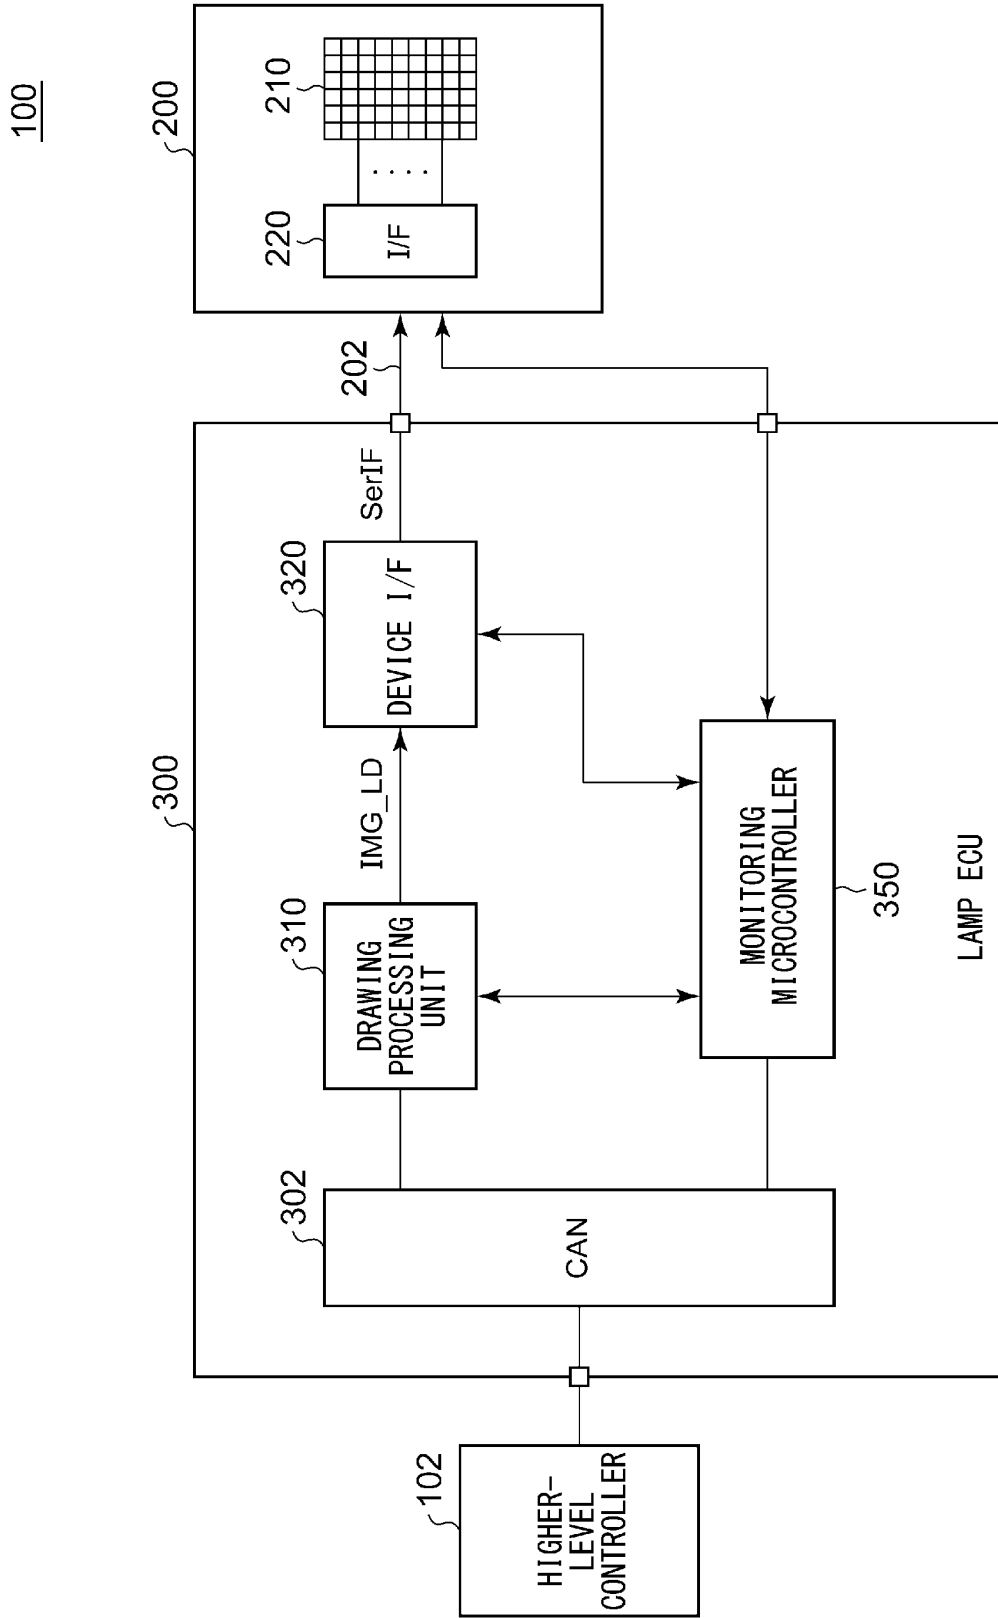 100
200
210
220
I/F
202
300
SerIF
320
DEVICE I/F
IMG_LD
310
DRAWING
PROCESSING
UNIT
MONITORING
MICROCONTROLLER
350
302
CAN
LAMP ECU
102
HIGHER-
LEVEL
CONTROLLER